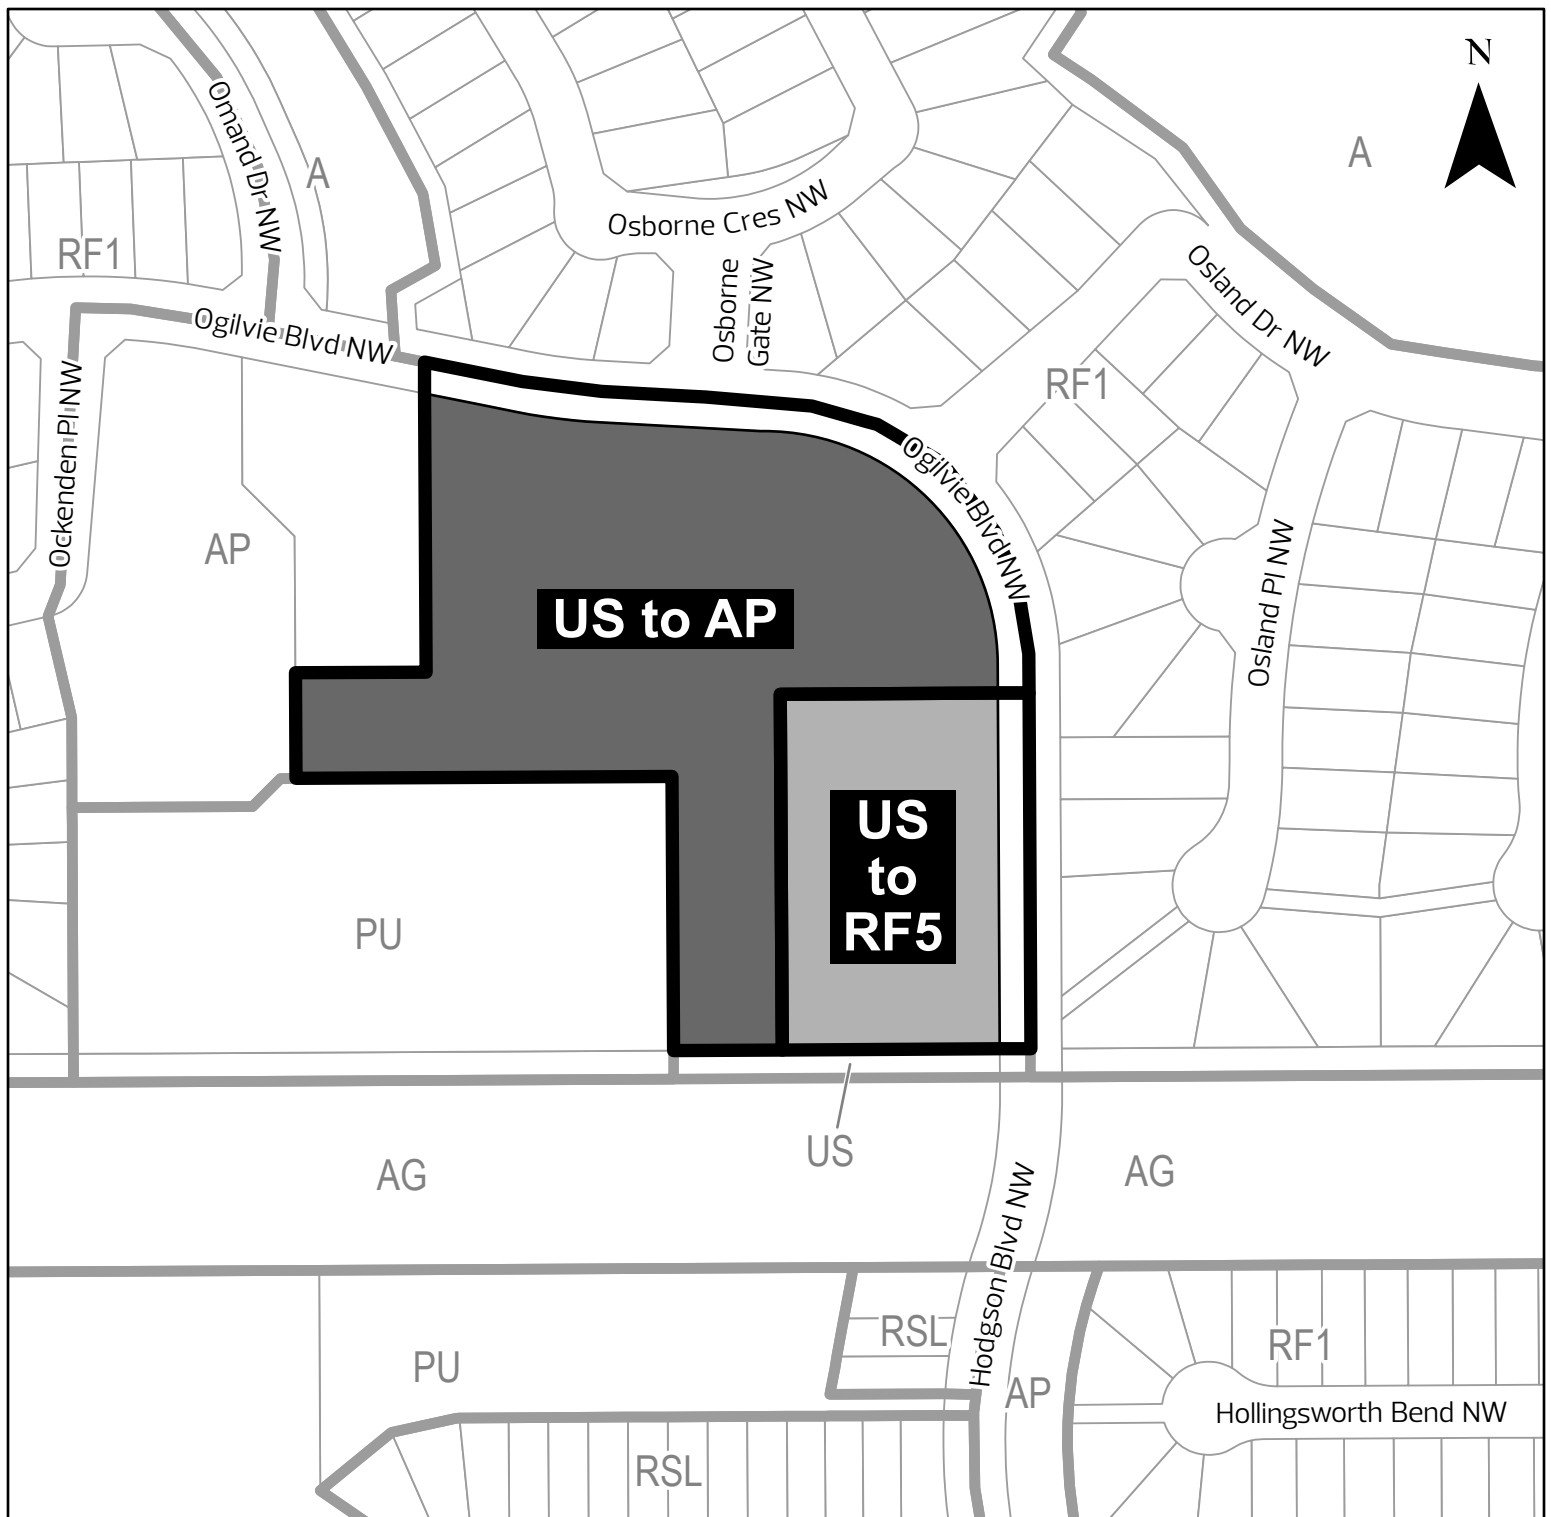 N
Omand Dr NW
A
A
RF1
Osborne Cres NW
Osborne
Gate NW
Osland Dr NW
Ogilvie Blvd NW
RF1
Ockenden Pl NW
Ogilvie Blvd NW
AP
Osland Pl NW
US to AP
US
to
RF5
PU
US
AG
AG
Hodgson Blvd NW
RSL
RF1
PU
AP
Hollingsworth Bend NW
RSL